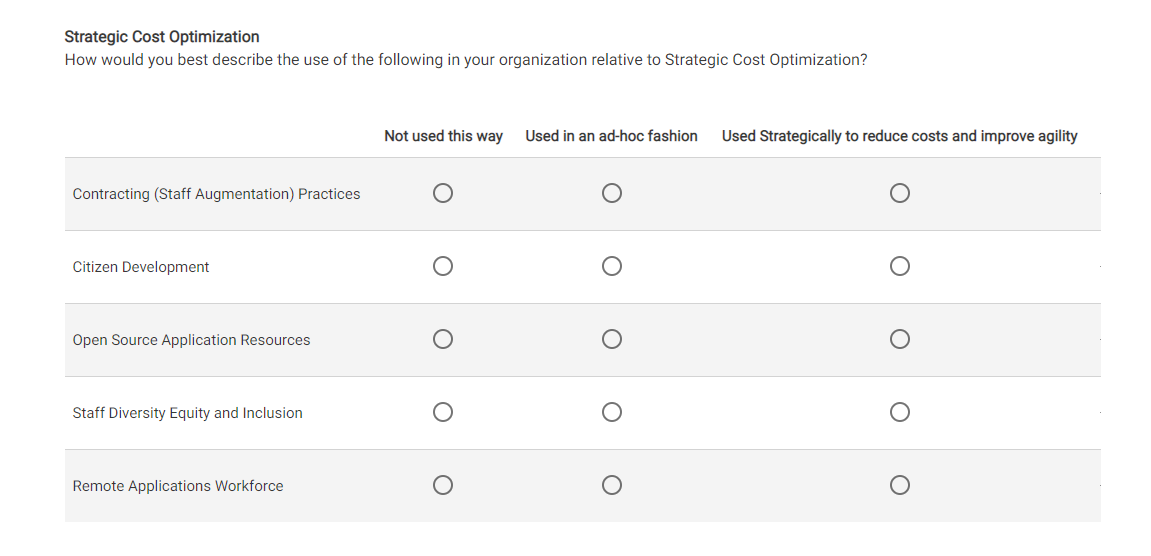 Strategic Cost Optimization
How would you best describe the use of the following in your organization relative to Strategic Cost Optimization?
Not used this way Used in an ad-hoc fashion Used Strategically to reduce costs and improve agility
Contracting (Staff Augmentation) Practices
Citizen Development
Open Source Application Resources
Staff Diversity Equity and Inclusion
Remote Applications Workforce